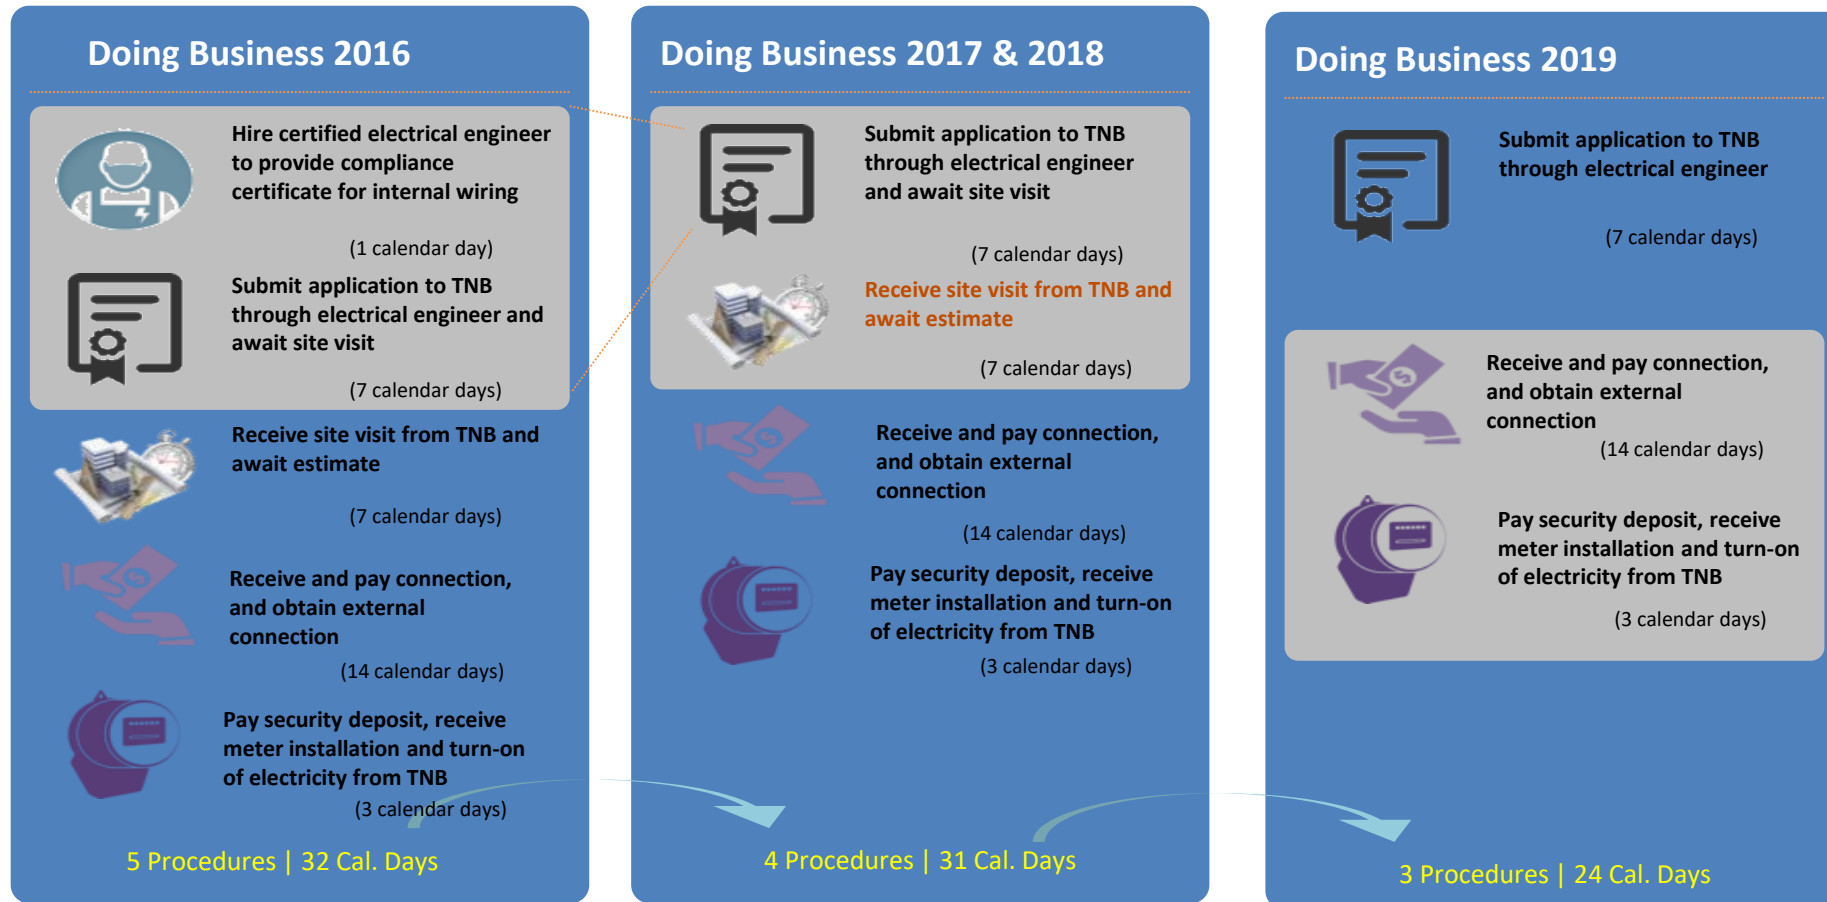 Doing Business 2016
Hire certified electrical engineer
to provide compliance
certificate for internal wiring
(1 calendar day)
Submit application to TNB
through electrical engineer and
await site visit
(7 calendar days)
Receive site visit from TNB and
await estimate
(7 calendar days)
Receive and pay connection,
and obtain external
connection
(14 calendar days)
Pay security deposit, receive
meter installation and turn-on
of electricity from TNB
(3 calendar days)
5 Procedures | 32 Cal. Days
Doing Business 2017 & 2018
Submit application to TNB
through electrical engineer
and await site visit
(7 calendar days)
Receive site visit from TNB and
await estimate
(7 calendar days)
Receive and pay connection,
and obtain external
connection
(14 calendar days)
Pay security deposit, receive
meter installation and turn-on
of electricity from TNB
(3 calendar days)
4 Procedures | 31 Cal. Days
Doing Business 2019
Submit application to TNB
through electrical engineer
(7 calendar days)
Receive and pay connection,
and obtain external
connection
(14 calendar days)
Pay security deposit, receive
meter installation and turn-on
of electricity from TNB
(3 calendar days)
3 Procedures | 24 Cal. Days